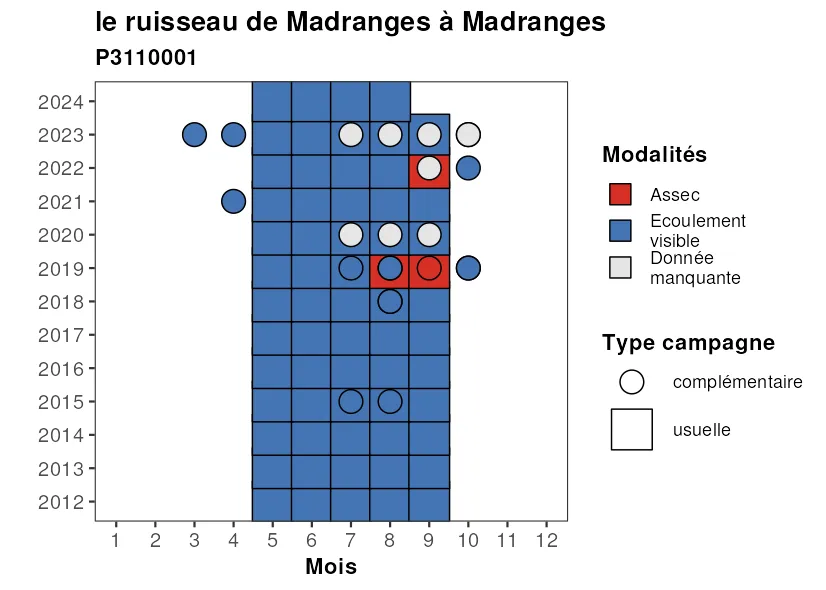 le ruisseau de Madranges à Madranges
P3110001
2024
2023
2022
2021
2020
2019
2018
2017
2016
2015
2014
2013
2012
1 2 3 4 5 6 7 8 9 10 11 12
Mois
Modalités
Assec
Ecoulement
visible
Donnée
manquante
Type campagne
complémentaire
usuelle